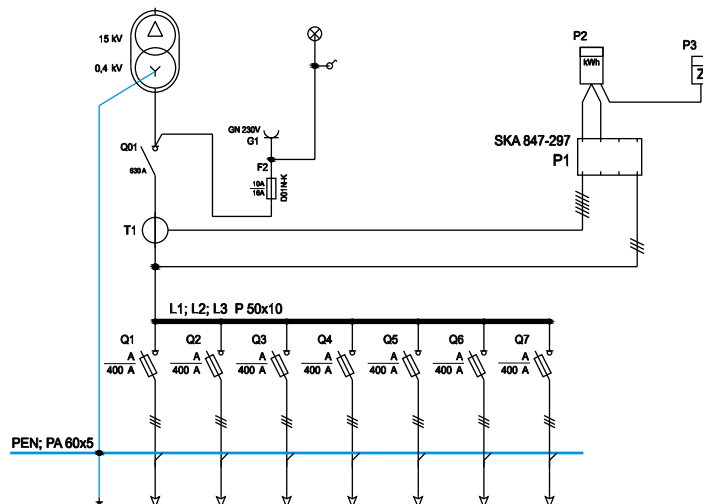 15 kV
0,4 kV
Q01
630 A
GN 230V
G1
F2
10A
16A
D01N-K
P2
kWh
P3
Z
SKA 847-297
P1
T1
L1; L2; L3 P 50x10
Q1 Q2 Q3 Q4 Q5 Q6 Q7
A A A A A A A
400 A 400 A 400 A 400 A 400 A 400 A 400 A
PEN; PA 60x5